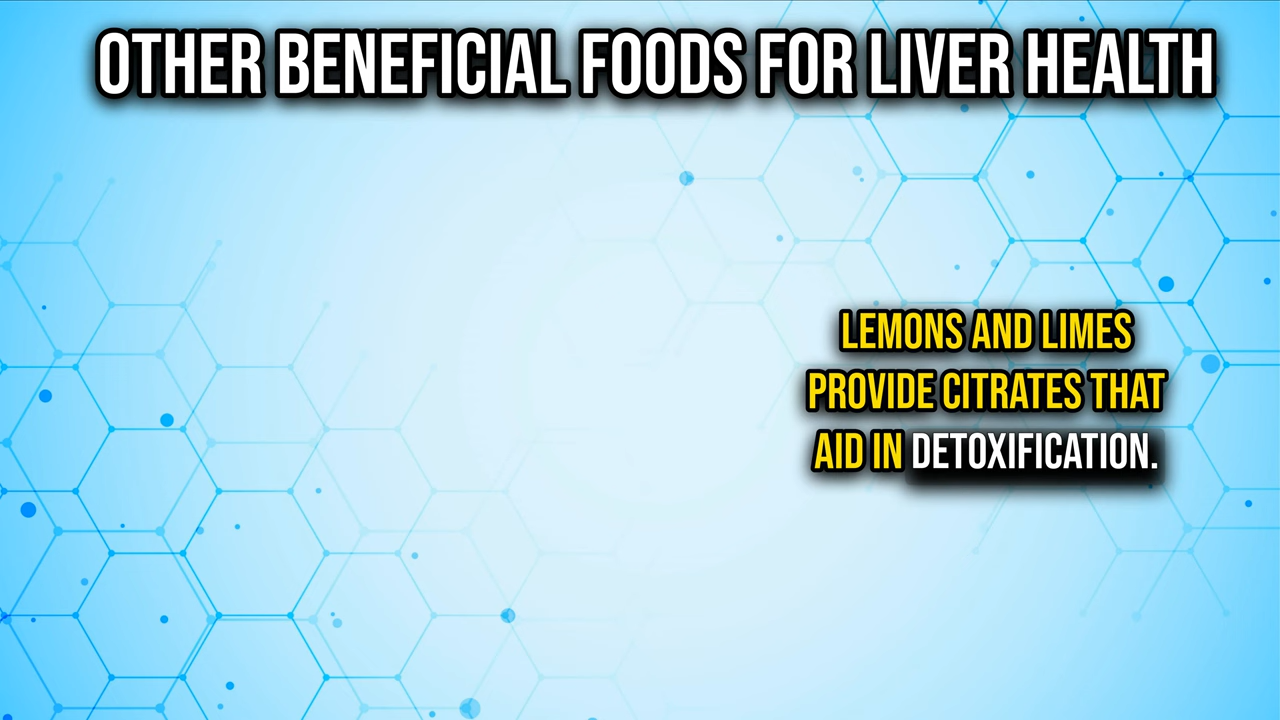 OTHER BENEFICIAL FOODS FOR LIVER HEALTH
LEMONS AND LIMES
PROVIDE CITRATES THAT
AID IN DETOXIFICATION.